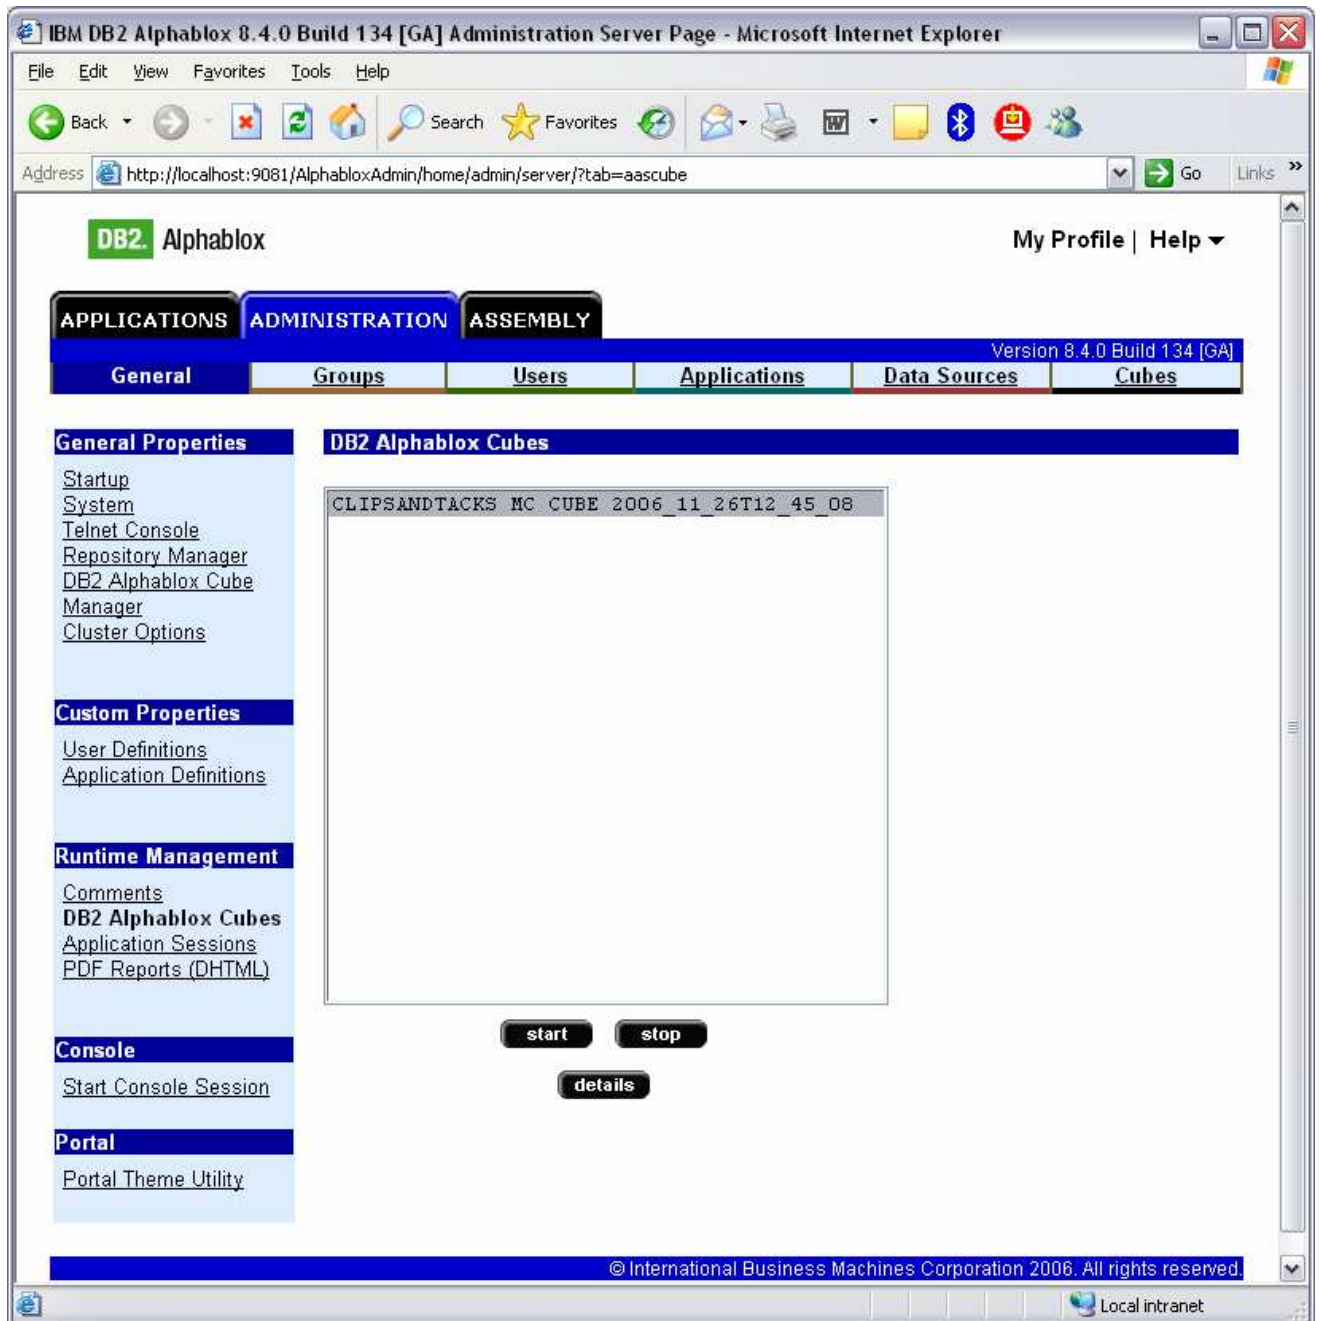 IBM DB2 Alphablox 8.4.0 Build 134 [GA] Administration Server Page - Microsoft Internet Explorer
File Edit View Favorites Tools Help
Back Search Favorites
Address http://localhost:9081/AlphabloxAdmin/home/admin/server/?tab=aascube Go Links »
DB2. Alphablox
My Profile | Help
APPLICATIONS ADMINISTRATION ASSEMBLY
Version 8.4.0 Build 134 [GA]
General Groups Users Applications Data Sources Cubes
General Properties
Startup
System
Telnet Console
Repository Manager
DB2 Alphablox Cube
Manager
Cluster Options
Custom Properties
User Definitions
Application Definitions
Runtime Management
Comments
DB2 Alphablox Cubes
Application Sessions
PDF Reports (DHTML)
Console
Start Console Session
Portal
Portal Theme Utility
DB2 Alphablox Cubes
CLIPSANDTACKS MC CUBE 2006_11_26T12_45_08
start stop
details
© International Business Machines Corporation 2006. All rights reserved.
Local intranet